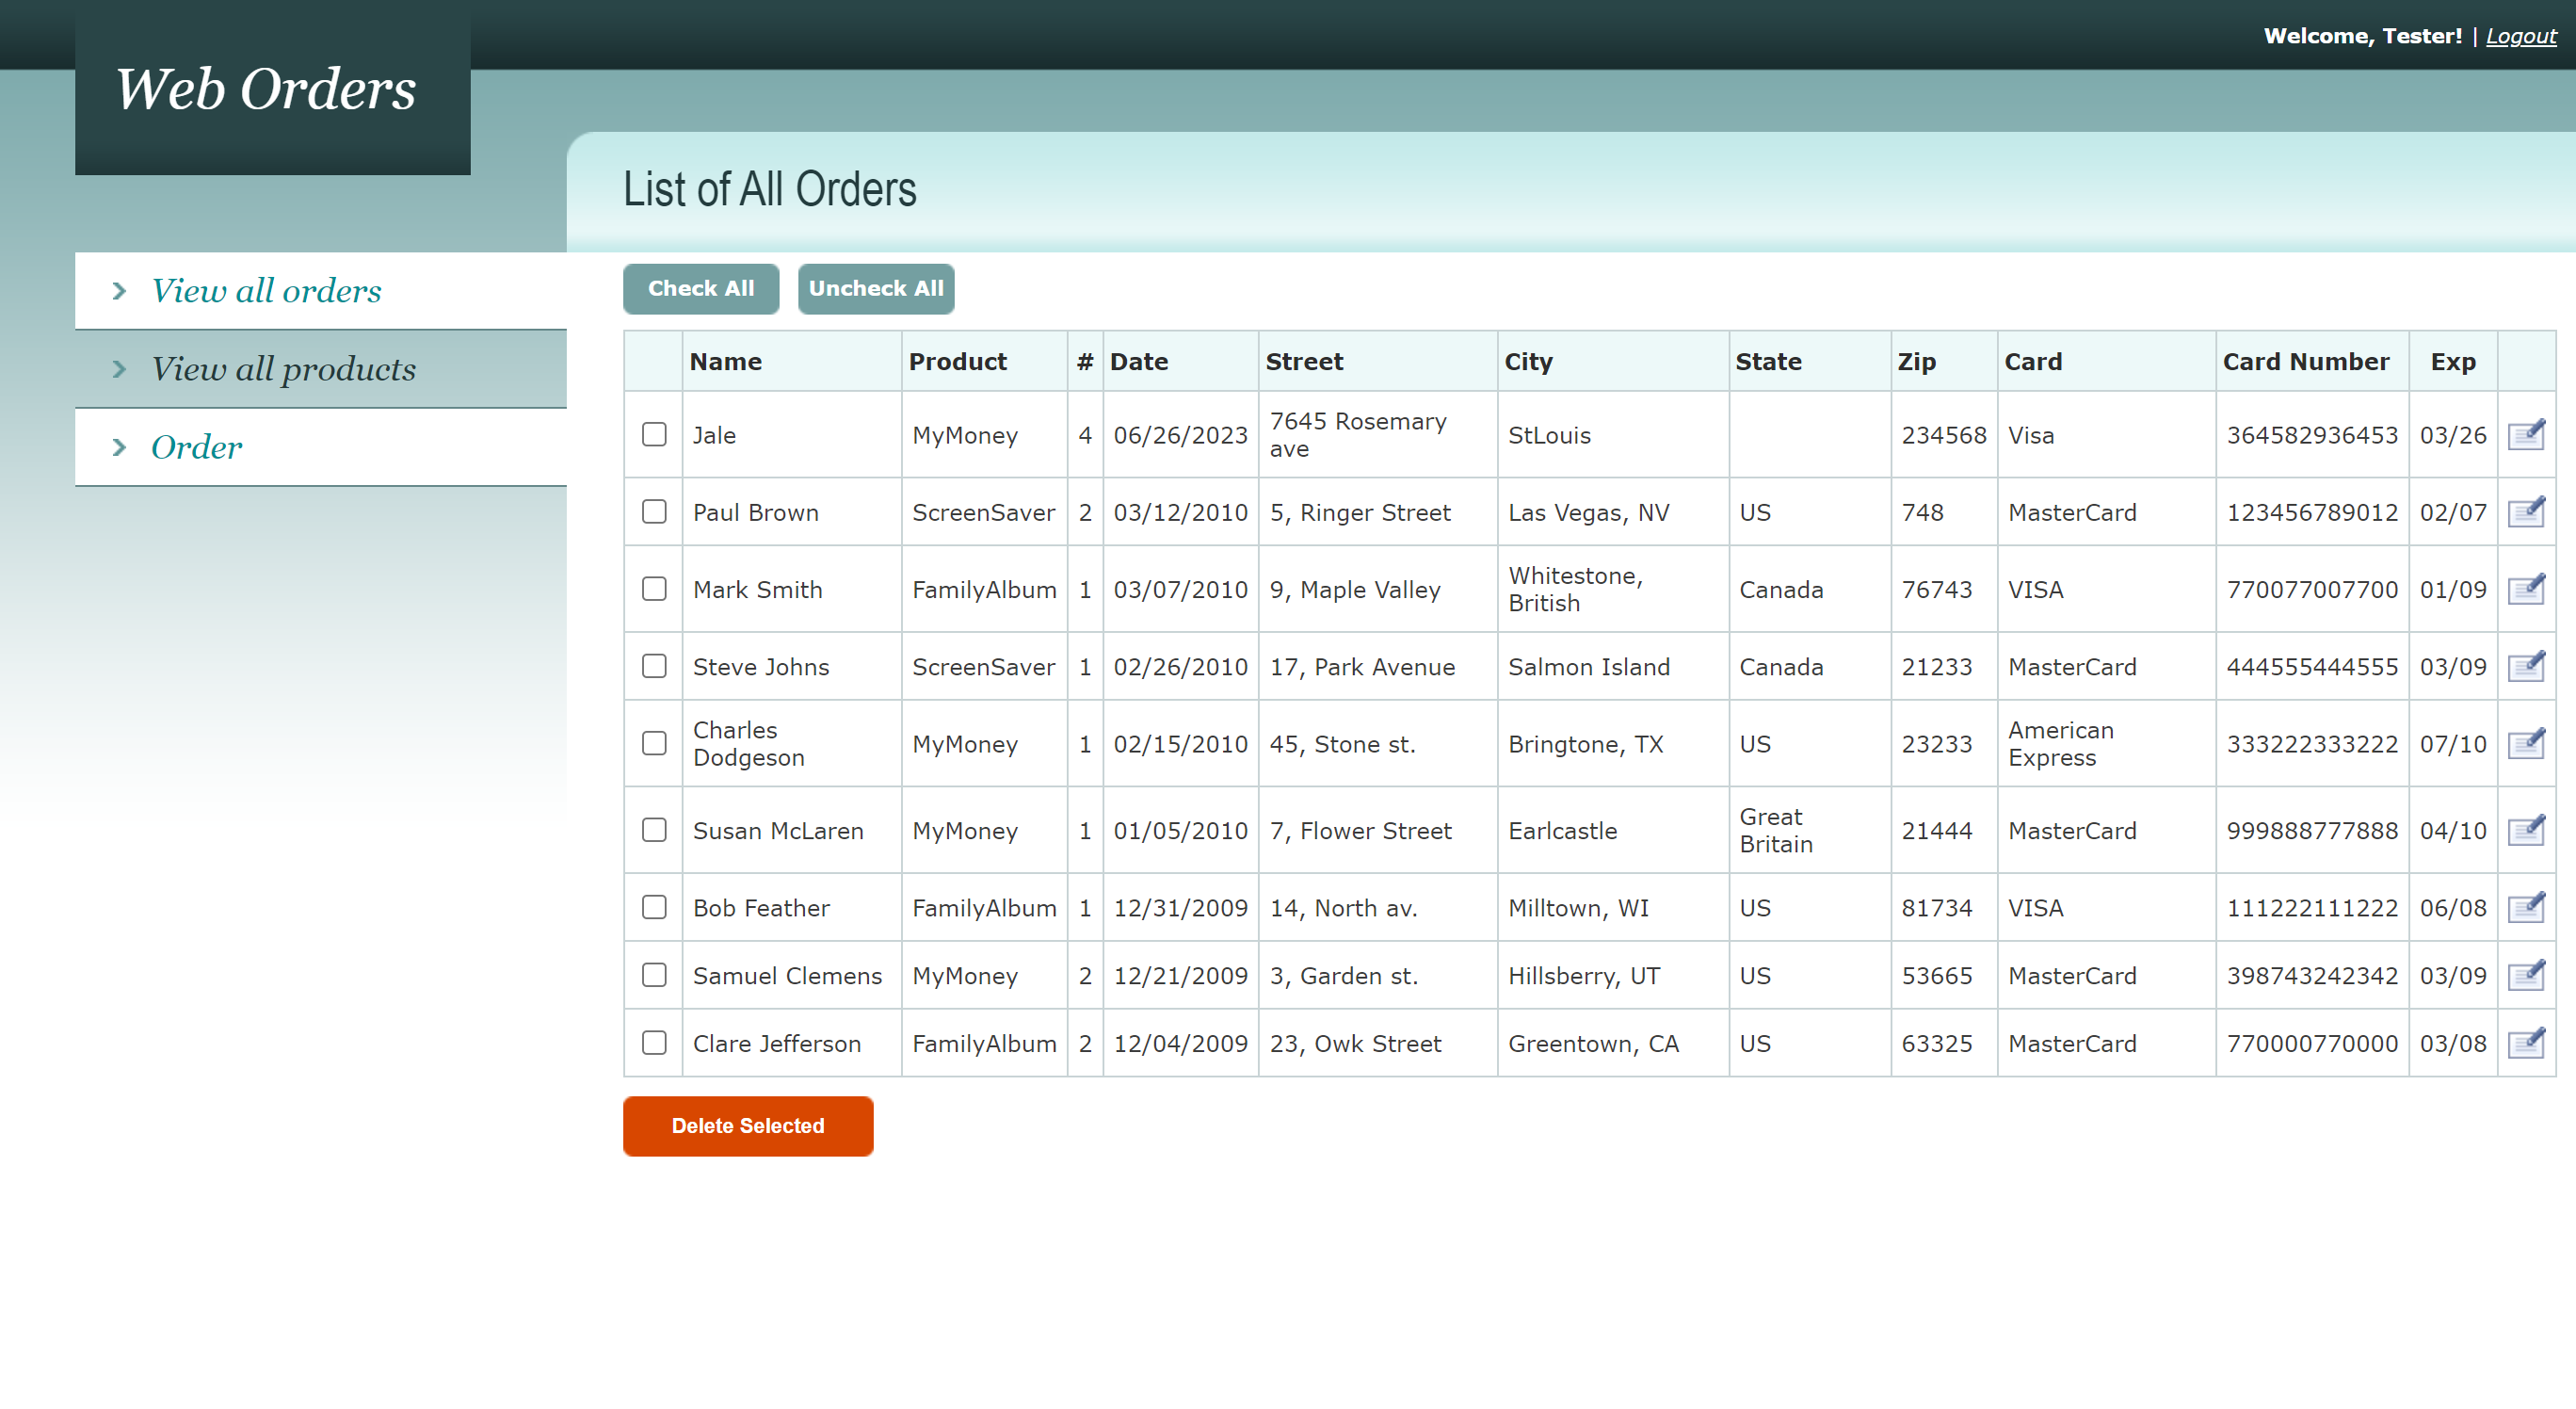 Welcome, Tester! | Logout
Web Orders
List of All Orders
View all orders
View all products
Order
Check All Uncheck All
Name Product # Date Street City State Zip Card Card Number Exp
Jale MyMoney 4 06/26/2023 7645 Rosemary ave StLouis 234568 Visa 364582936453 03/26
Paul Brown ScreenSaver 2 03/12/2010 5, Ringer Street Las Vegas, NV US 748 MasterCard 123456789012 02/07
Mark Smith FamilyAlbum 1 03/07/2010 9, Maple Valley Whitestone, British Canada 76743 VISA 770077007700 01/09
Steve Johns ScreenSaver 1 02/26/2010 17, Park Avenue Salmon Island Canada 21233 MasterCard 444555444555 03/09
Charles Dodgeson MyMoney 1 02/15/2010 45, Stone st. Bringtone, TX US 23233 American Express 333222333222 07/10
Susan McLaren MyMoney 1 01/05/2010 7, Flower Street Earlcastle Great Britain 21444 MasterCard 999888777888 04/10
Bob Feather FamilyAlbum 1 12/31/2009 14, North av. Milltown, WI US 81734 VISA 111222111222 06/08
Samuel Clemens MyMoney 2 12/21/2009 3, Garden st. Hillsberry, UT US 53665 MasterCard 398743242342 03/09
Clare Jefferson FamilyAlbum 2 12/04/2009 23, Owk Street Greentown, CA US 63325 MasterCard 770000770000 03/08
Delete Selected